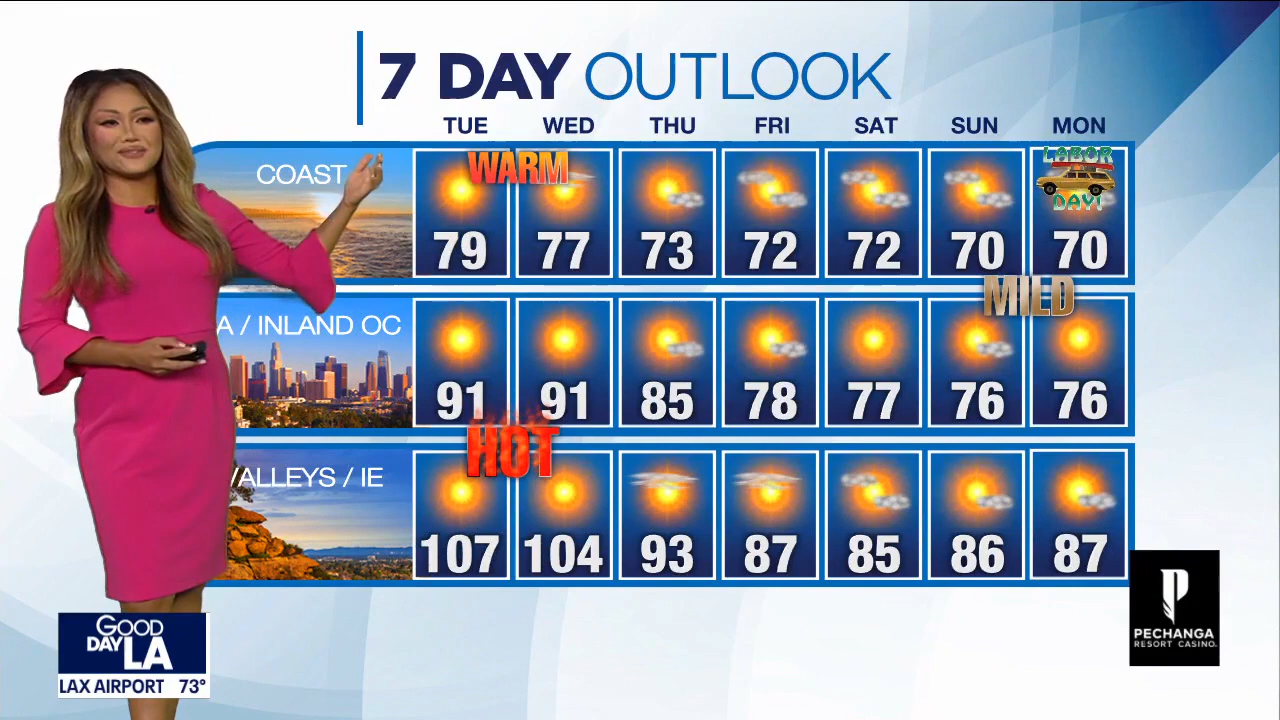 7 DAY OUTLOOK
TUE WED THU FRI SAT SUN MON
COAST
WARM
LABOR
DAY!
79 77 73 72 72 70 70
MILD
A / INLAND OC
91 91 85 78 77 76 76
HOT
VALLEYS / IE
107 104 93 87 85 86 87
GOOD
DAY LA
LAX AIRPORT 73°
PECHANGA
RESORT CASINO